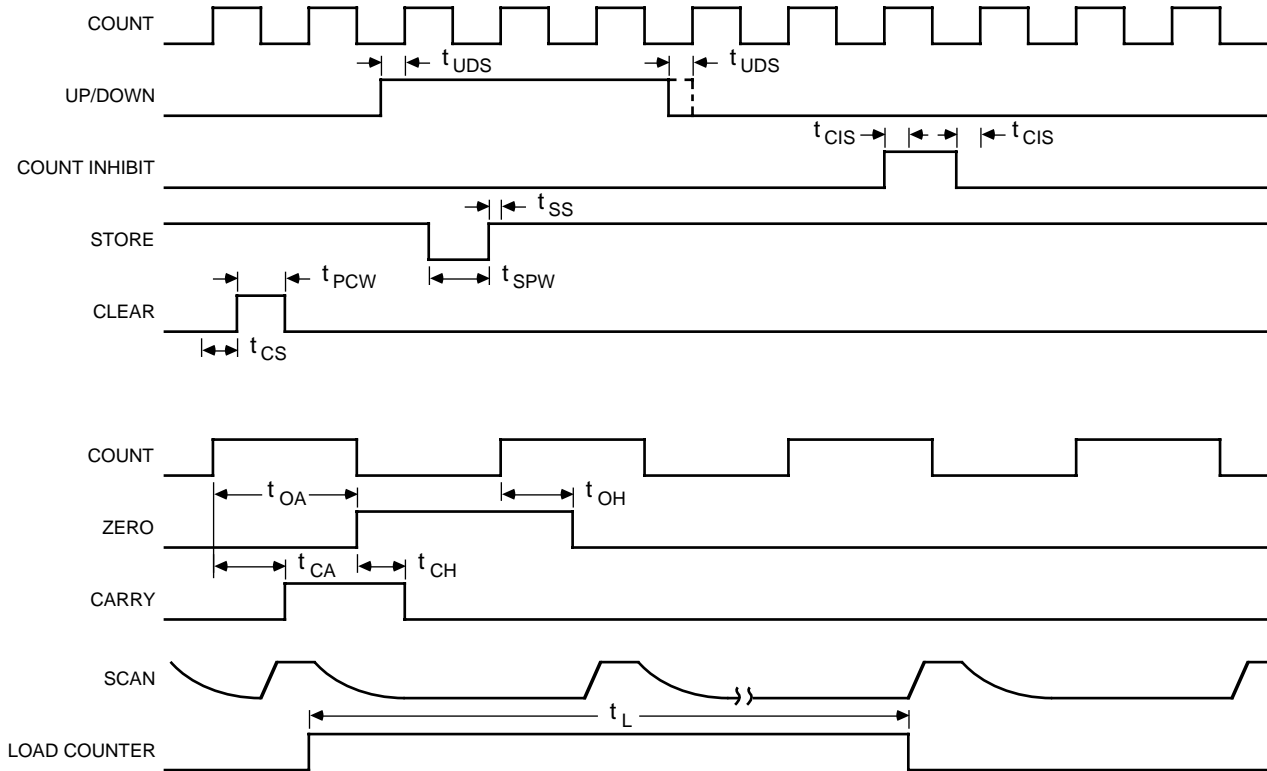 COUNT
t UDS t UDS
UP/DOWN
t CIS t CIS
COUNT INHIBIT
t SS
STORE
t PCW t SPW
CLEAR
t CS
COUNT
t OA t OH
ZERO
t CA t CH
CARRY
SCAN
t L
LOAD COUNTER